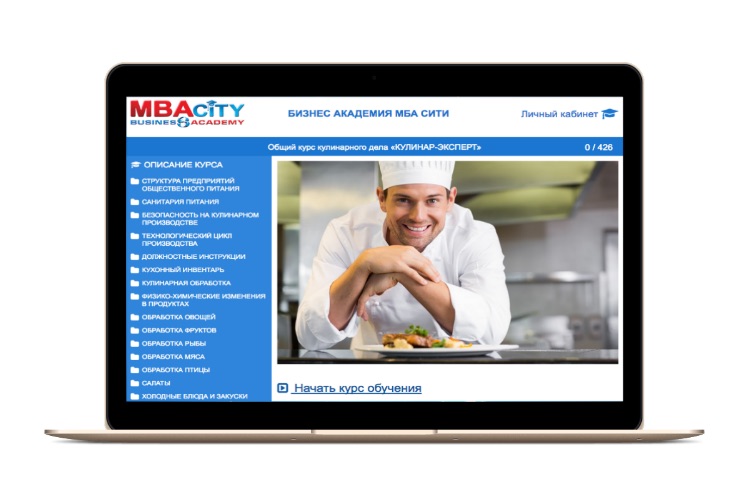 MBACITY
BUSINESS ACADEMY
БИЗНЕС АКАДЕМИЯ МБА СИТИ
Личный кабинет
Общий курс кулинарного дела «КУЛИНАР-ЭКСПЕРТ»
0 / 426
ОПИСАНИЕ КУРСА
СТРУКТУРА ПРЕДПРИЯТИЙ
ОБЩЕСТВЕННОГО ПИТАНИЯ
САНИТАРИЯ ПИТАНИЯ
БЕЗОПАСНОСТЬ НА КУЛИНАРНОМ
ПРОИЗВОДСТВЕ
ТЕХНОЛОГИЧЕСКИЙ ЦИКЛ
ПРОИЗВОДСТВА
ДОЛЖНОСТНЫЕ ИНСТРУКЦИИ
КУХОННЫЙ ИНВЕНТАРЬ
КУЛИНАРНАЯ ОБРАБОТКА
ФИЗИКО-ХИМИЧЕСКИЕ ИЗМЕНЕНИЯ
В ПРОДУКТАХ
ОБРАБОТКА ОВОЩЕЙ
ОБРАБОТКА ФРУКТОВ
ОБРАБОТКА РЫБЫ
ОБРАБОТКА МЯСА
ОБРАБОТКА ПТИЦЫ
САЛАТЫ
ХОЛОДНЫЕ БЛЮДА И ЗАКУСКИ
Начать курс обучения